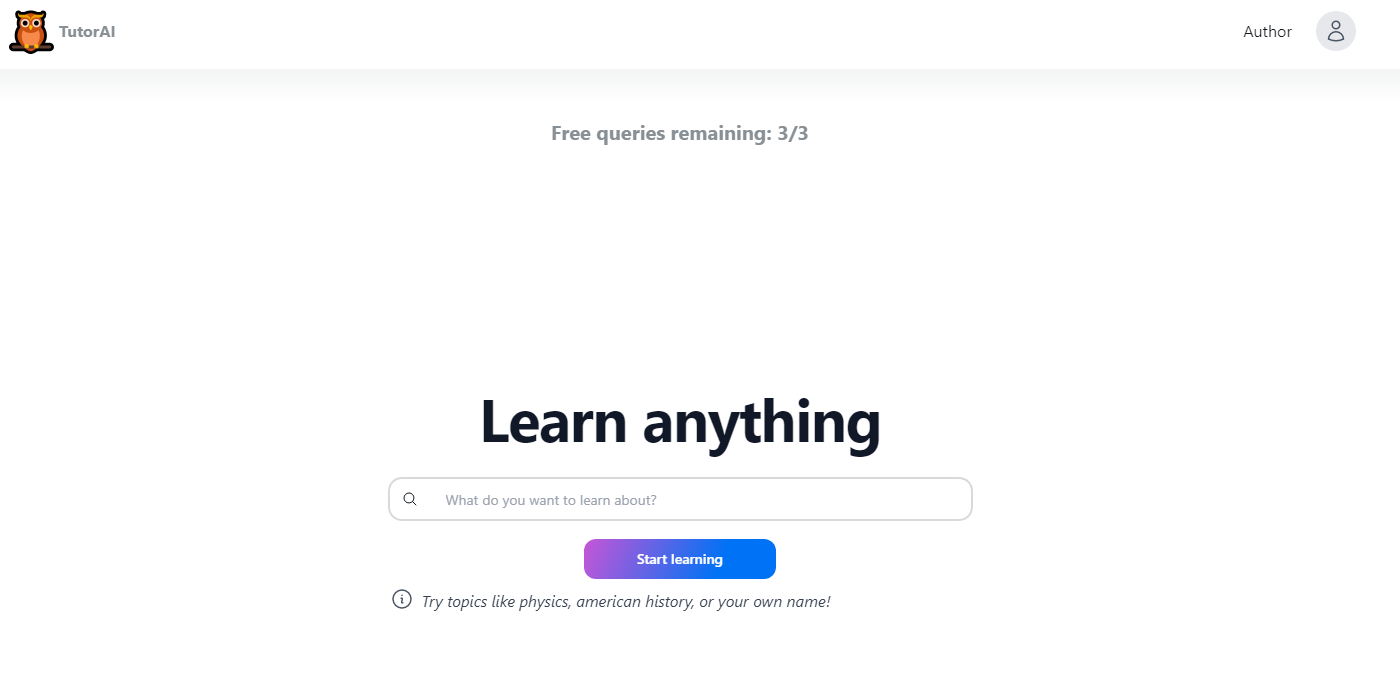 TutorAI
Author
Free queries remaining: 3/3
Learn anything
What do you want to learn about?
Start learning
Try topics like physics, american history, or your own name!